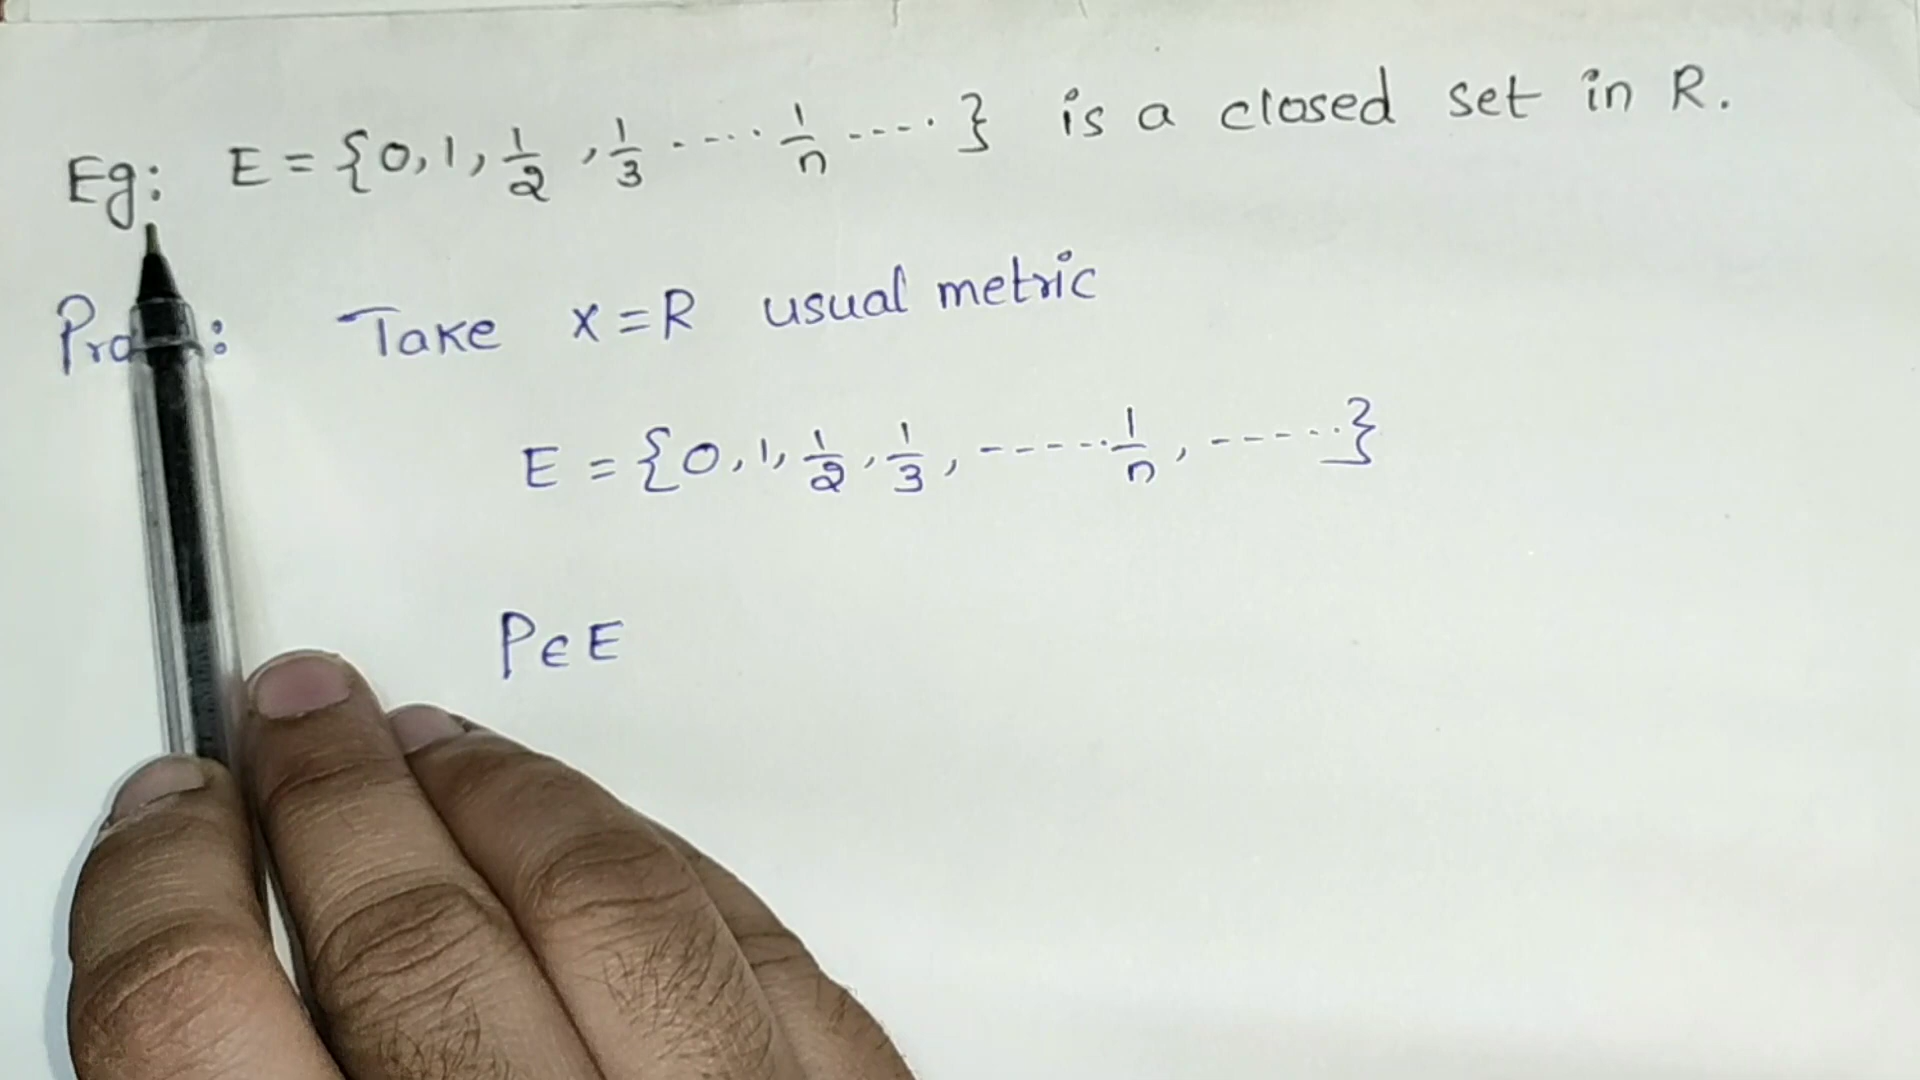 Eg: E = {0, 1, 1/2, 1/3 ----- 1/n ----. } is a closed set in R.
Take x = R usual metric
E = {0, 1, 1/2, 1/3, ------ 1/n, ------}
P ∈ E